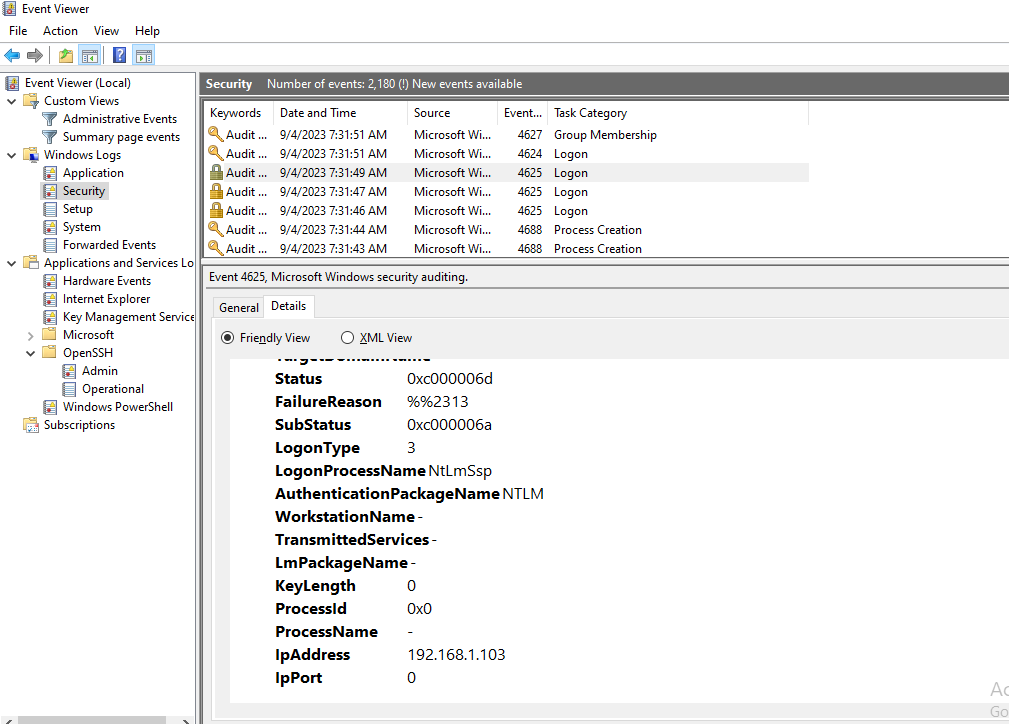 Event Viewer
File Action View Help
Event Viewer (Local)
Custom Views
Administrative Events
Summary page events
Windows Logs
Application
Security
Setup
System
Forwarded Events
Applications and Services Lo
Hardware Events
Internet Explorer
Key Management Service
Microsoft
OpenSSH
Admin
Operational
Windows PowerShell
Subscriptions
Security Number of events: 2,180 (!) New events available
Keywords Date and Time Source Event... Task Category
Audit ... 9/4/2023 7:31:51 AM Microsoft Wi... 4627 Group Membership
Audit ... 9/4/2023 7:31:51 AM Microsoft Wi... 4624 Logon
Audit ... 9/4/2023 7:31:49 AM Microsoft Wi... 4625 Logon
Audit ... 9/4/2023 7:31:47 AM Microsoft Wi... 4625 Logon
Audit ... 9/4/2023 7:31:46 AM Microsoft Wi... 4625 Logon
Audit ... 9/4/2023 7:31:44 AM Microsoft Wi... 4688 Process Creation
Audit ... 9/4/2023 7:31:43 AM Microsoft Wi... 4688 Process Creation
Event 4625, Microsoft Windows security auditing.
General Details
Friendly View XML View
TargetDomainName
Status 0xc000006d
FailureReason %%2313
SubStatus 0xc000006a
LogonType 3
LogonProcessName NtLmSsp
AuthenticationPackageName NTLM
WorkstationName -
TransmittedServices -
LmPackageName -
KeyLength 0
ProcessId 0x0
ProcessName -
IpAddress 192.168.1.103
IpPort 0
Ac
Go